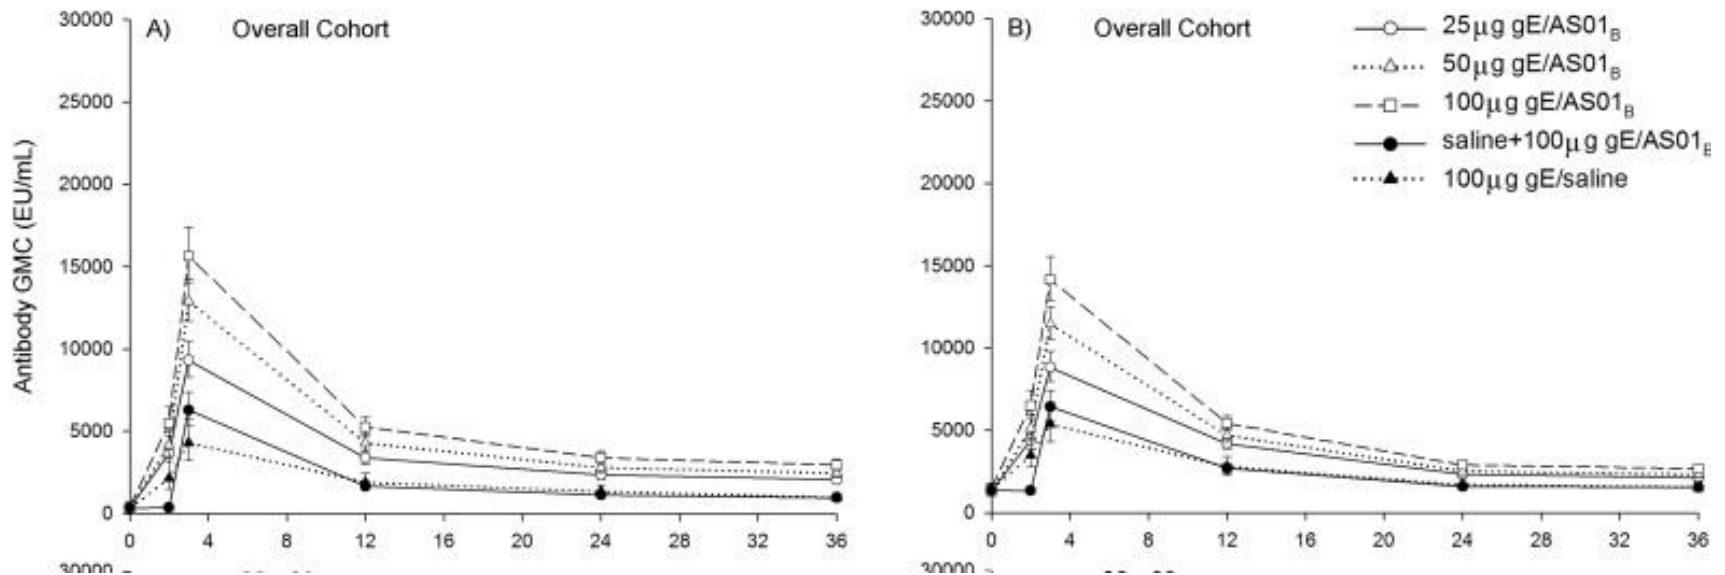 A) Overall Cohort
30000
25000
20000
15000
10000
5000
0
Antibody GMC (EU/mL)
0 4 8 12 16 20 24 28 32 36
30000
B) Overall Cohort
30000
25000
20000
15000
10000
5000
0
0 4 8 12 16 20 24 28 32 36
30000
25μg gE/AS01B
50μg gE/AS01B
100μg gE/AS01B
saline+100μg gE/AS01B
100μg gE/saline